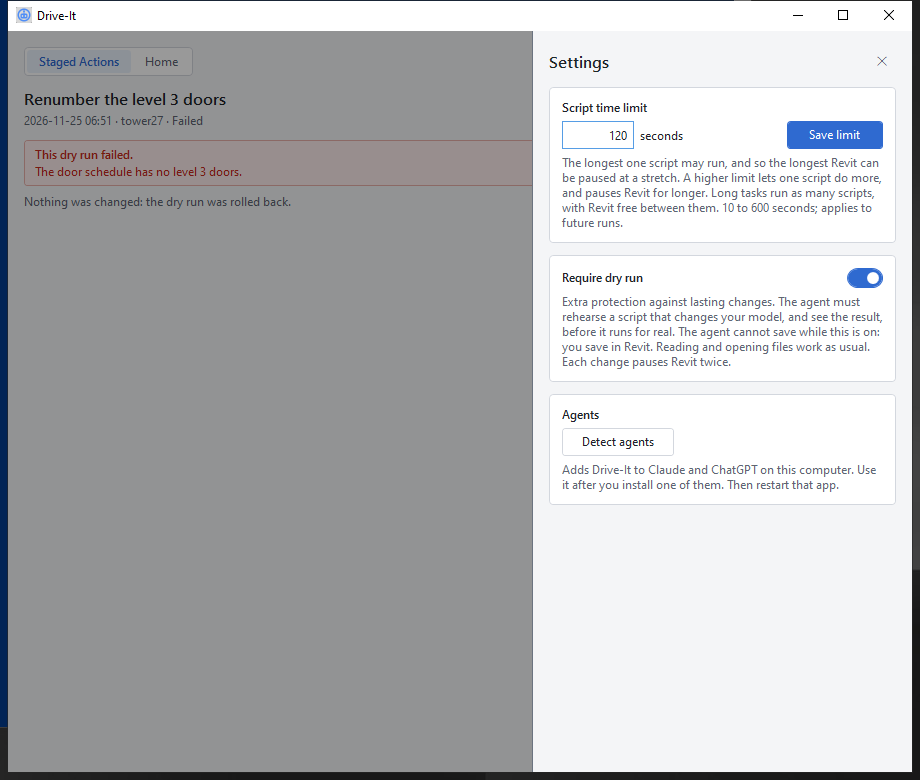 Drive-It
Staged Actions Home
Renumber the level 3 doors
2026-11-25 06:51 · tower27 · Failed
This dry run failed.
The door schedule has no level 3 doors.
Nothing was changed: the dry run was rolled back.
Settings
Script time limit
120 seconds Save limit
The longest one script may run, and so the longest Revit can
be paused at a stretch. A higher limit lets one script do more,
and pauses Revit for longer. Long tasks run as many scripts,
with Revit free between them. 10 to 600 seconds; applies to
future runs.
Require dry run
Extra protection against lasting changes. The agent must
rehearse a script that changes your model, and see the result,
before it runs for real. The agent cannot save while this is on:
you save in Revit. Reading and opening files work as usual.
Each change pauses Revit twice.
Agents
Detect agents
Adds Drive-It to Claude and ChatGPT on this computer. Use
it after you install one of them. Then restart that app.